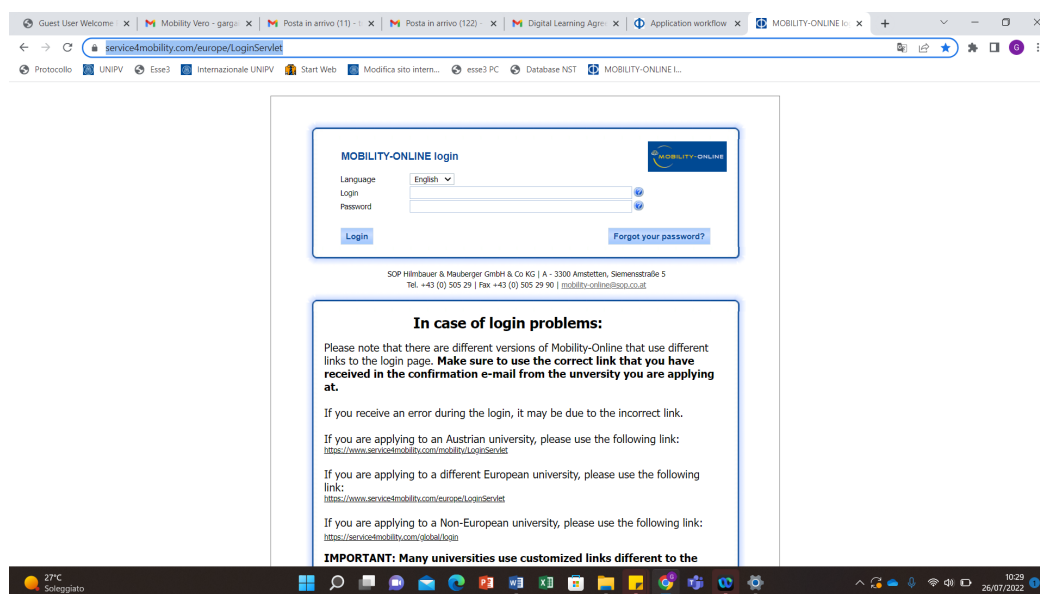 Guest User Welcome
Mobility Vero - garga
Posta in arrivo (11) - t
Posta in arrivo (122) -
Digital Learning Agre
Application workflow
MOBILITY-ONLINE lo
service4mobility.com/europe/LoginServlet
G
Protocollo
UNIPV
Esse3
Internazionale UNIPV
Start Web
Modifica sito intern...
esse3 PC
Database NST
MOBILITY-ONLINE l...
MOBILITY-ONLINE login
MOBILITY-ONLINE
Language English
Login
Password
Login
Forgot your password?
SOP Hilmbauer & Mauberger GmbH & Co KG | A - 3300 Amstetten, Siemensstraße 5
Tel. +43 (0) 505 29 | Fax +43 (0) 505 29 90 | mobility-online@sop.co.at
In case of login problems:
Please note that there are different versions of Mobility-Online that use different
links to the login page. Make sure to use the correct link that you have
received in the confirmation e-mail from the unversity you are applying
at.
If you receive an error during the login, it may be due to the incorrect link.
If you are applying to an Austrian university, please use the following link:
https://www.service4mobility.com/mobility/LoginServlet
If you are applying to a different European university, please use the following
link:
https://www.service4mobility.com/europe/LoginServlet
If you are applying to a Non-European university, please use the following link:
https://service4mobility.com/global/login
IMPORTANT: Many universities use customized links different to the
27°C
Soleggiato
10:29
26/07/2022